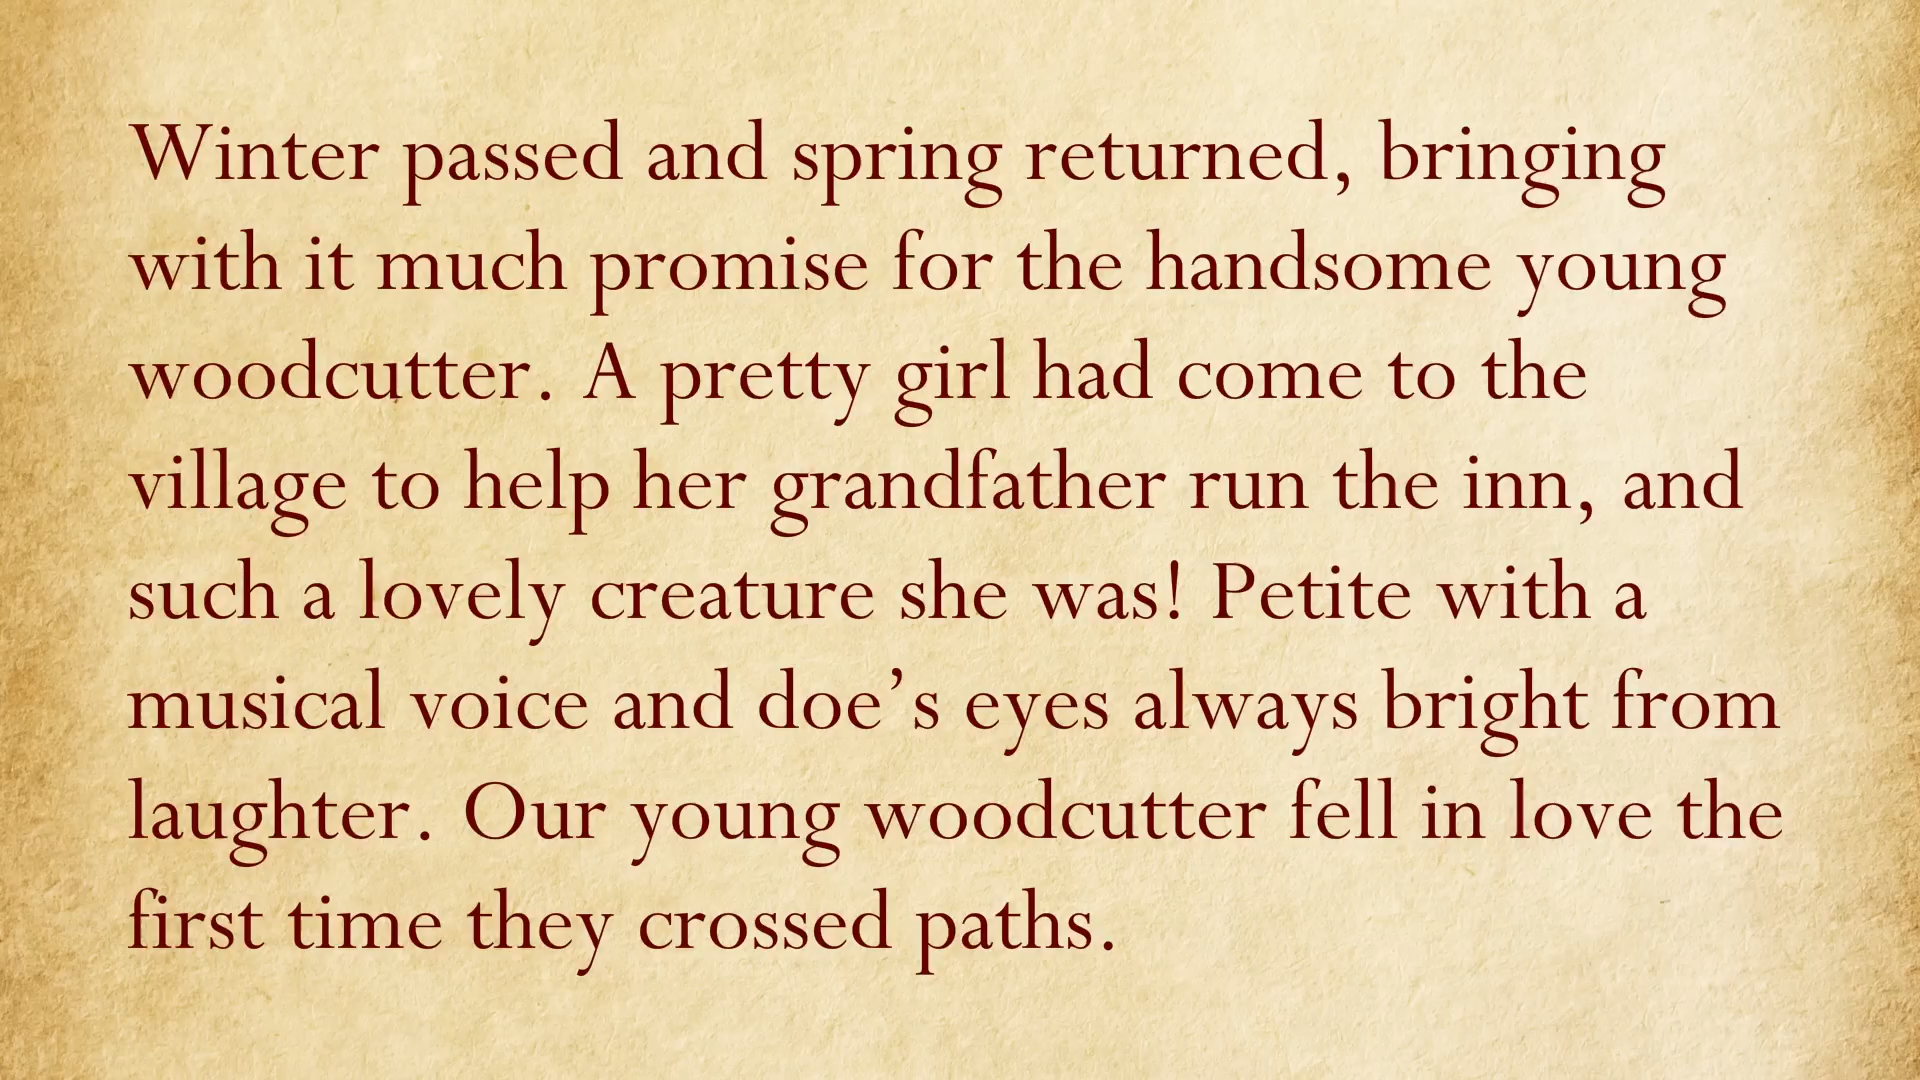 Winter passed and spring returned, bringing
with it much promise for the handsome young
woodcutter. A pretty girl had come to the
village to help her grandfather run the inn, and
such a lovely creature she was! Petite with a
musical voice and doe’s eyes always bright from
laughter. Our young woodcutter fell in love the
first time they crossed paths.